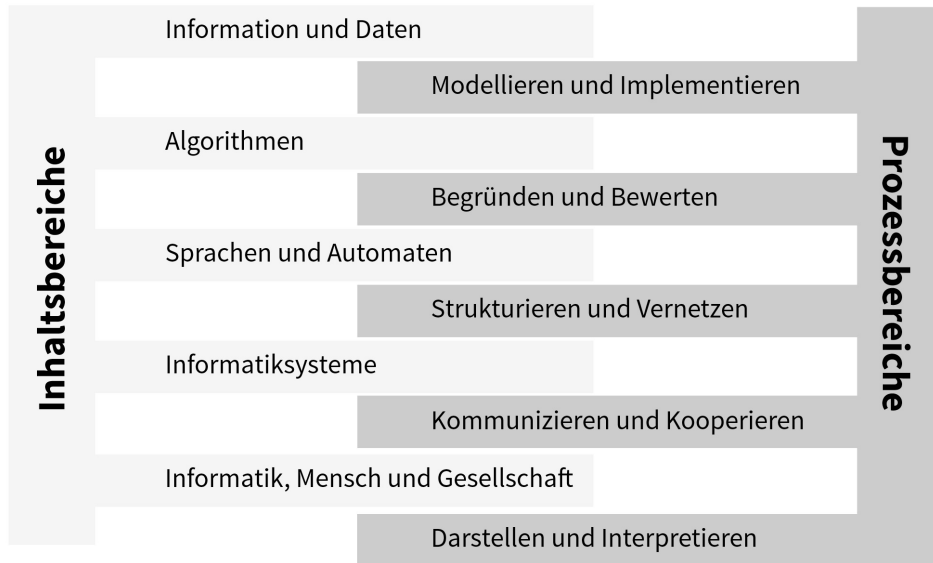 Inhaltsbereiche
Information und Daten
Modellieren und Implementieren
Algorithmen
Begründen und Bewerten
Sprachen und Automaten
Strukturieren und Vernetzen
Informatiksysteme
Kommunizieren und Kooperieren
Informatik, Mensch und Gesellschaft
Darstellen und Interpretieren
Prozessbereiche